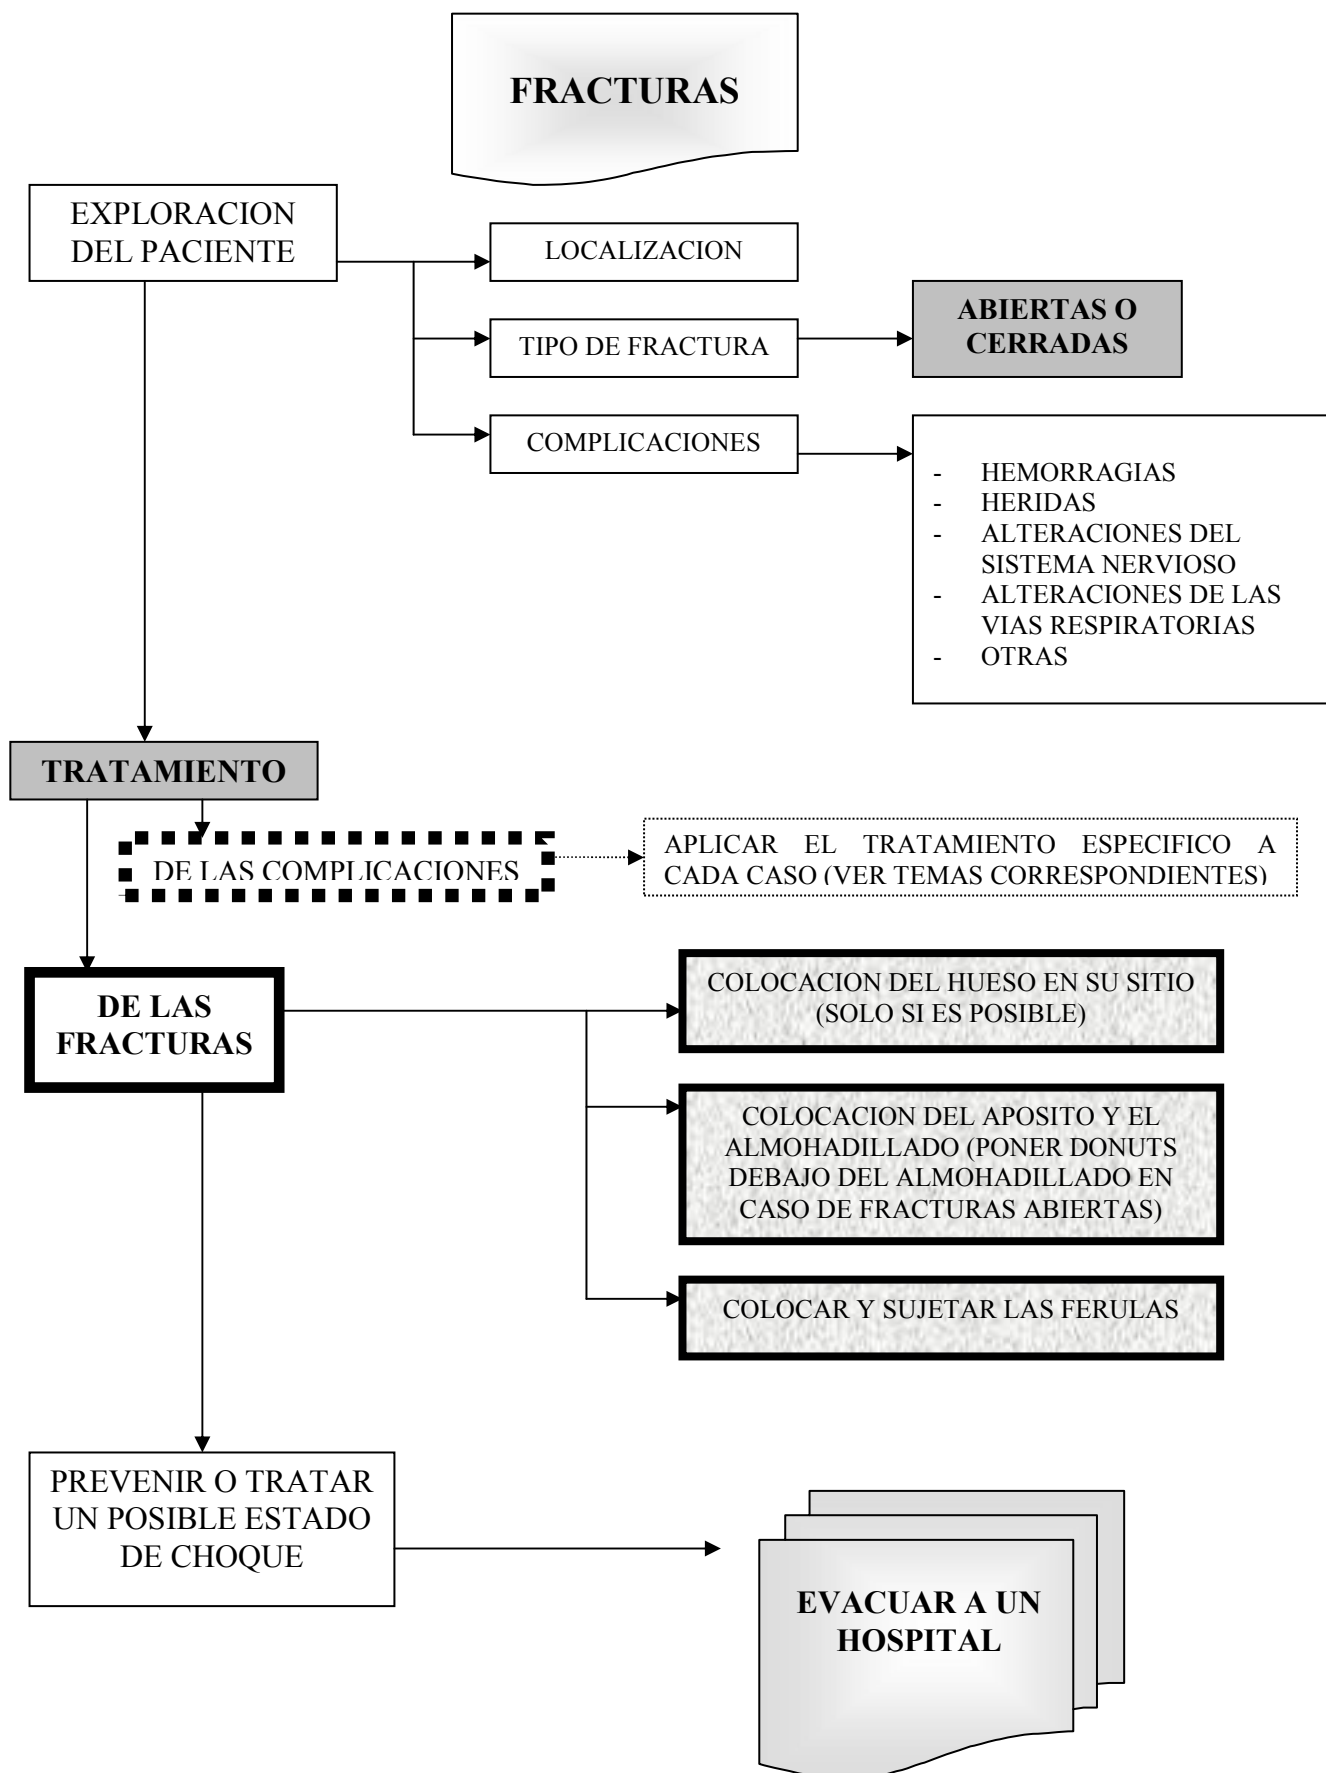 FRACTURAS
EXPLORACION
DEL PACIENTE
LOCALIZACION
TIPO DE FRACTURA
ABIERTAS O
CERRADAS
COMPLICACIONES
- HEMORRAGIAS
- HERIDAS
- ALTERACIONES DEL
SISTEMA NERVIOSO
- ALTERACIONES DE LAS
VIAS RESPIRATORIAS
- OTRAS
TRATAMIENTO
DE LAS COMPLICACIONES
APLICAR EL TRATAMIENTO ESPECIFICO A
CADA CASO (VER TEMAS CORRESPONDIENTES)
DE LAS
FRACTURAS
COLOCACION DEL HUESO EN SU SITIO
(SOLO SI ES POSIBLE)
COLOCACION DEL APOSITO Y EL
ALMOHADILLADO (PONER DONUTS
DEBAJO DEL ALMOHADILLADO EN
CASO DE FRACTURAS ABIERTAS)
COLOCAR Y SUJETAR LAS FERULAS
PREVENIR O TRATAR
UN POSIBLE ESTADO
DE CHOQUE
EVACUAR A UN
HOSPITAL